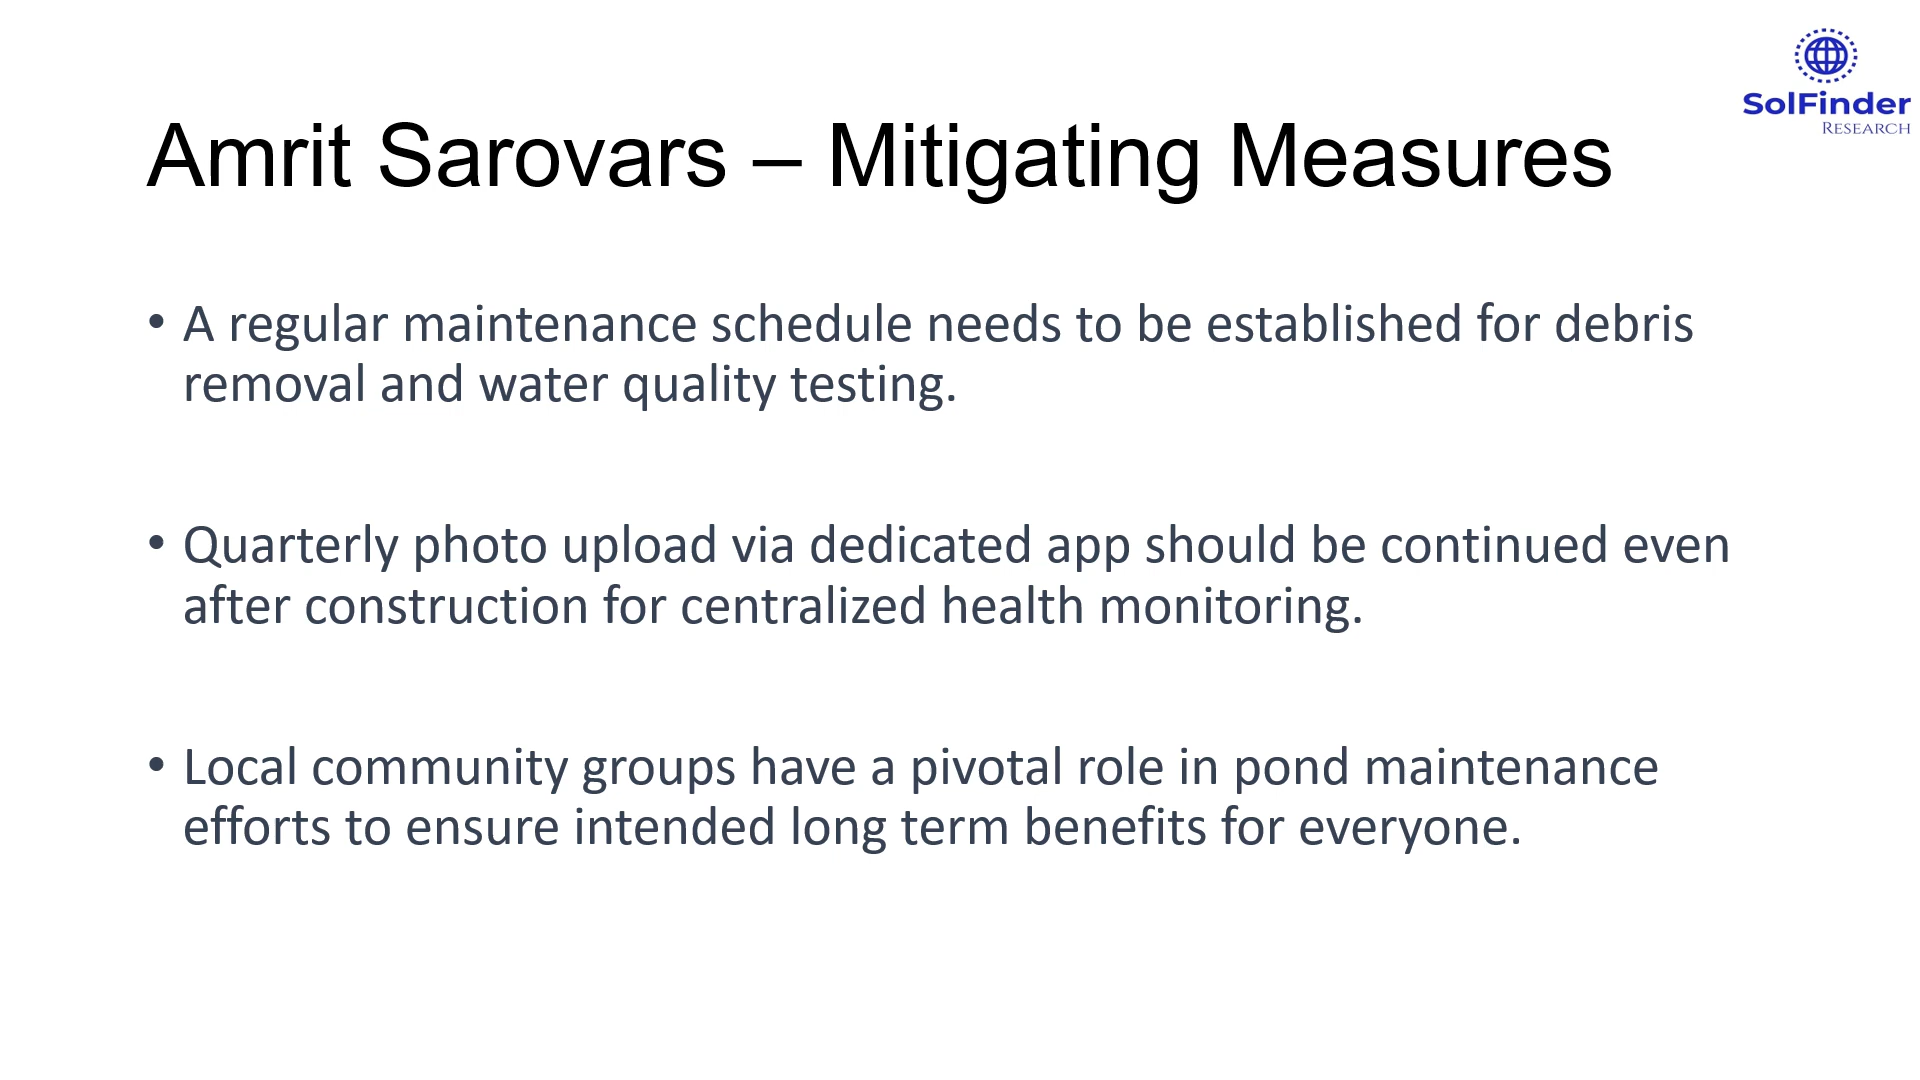 SolFinder
RESEARCH
Amrit Sarovars – Mitigating Measures
• A regular maintenance schedule needs to be established for debris
removal and water quality testing.
• Quarterly photo upload via dedicated app should be continued even
after construction for centralized health monitoring.
• Local community groups have a pivotal role in pond maintenance
efforts to ensure intended long term benefits for everyone.